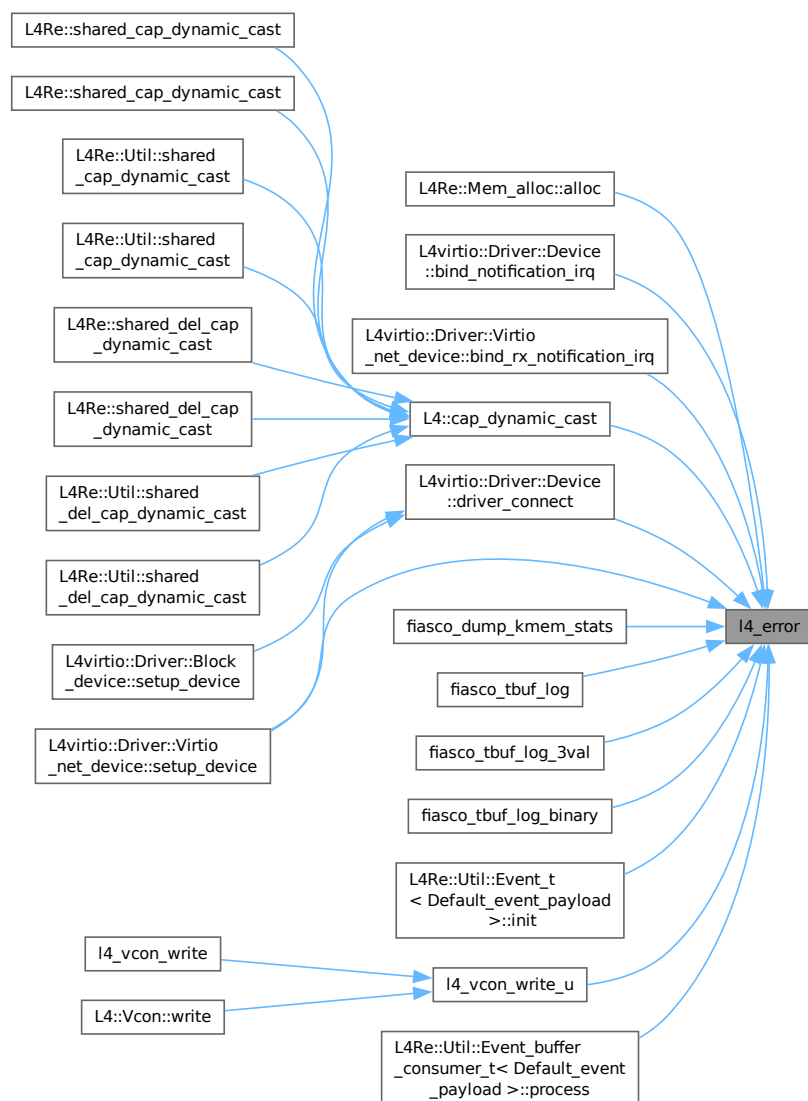 L4Re::shared_cap_dynamic_cast
L4Re::shared_cap_dynamic_cast
L4Re::Util::shared
_cap_dynamic_cast
L4Re::Util::shared
_cap_dynamic_cast
L4Re::shared_del_cap
_dynamic_cast
L4Re::shared_del_cap
_dynamic_cast
L4Re::Util::shared
_del_cap_dynamic_cast
L4Re::Util::shared
_del_cap_dynamic_cast
L4virtio::Driver::Block
_device::setup_device
L4virtio::Driver::Virtio
_net_device::setup_device
l4_vcon_write
L4::Vcon::write
L4Re::Mem_alloc::alloc
L4virtio::Driver::Device
::bind_notification_irq
L4virtio::Driver::Virtio
_net_device::bind_rx_notification_irq
L4::cap_dynamic_cast
L4virtio::Driver::Device
::driver_connect
fiasco_dump_kmem_stats
fiasco_tbuf_log
fiasco_tbuf_log_3val
fiasco_tbuf_log_binary
L4Re::Util::Event_t
< Default_event_payload
>::init
l4_vcon_write_u
L4Re::Util::Event_buffer
_consumer_t< Default_event
_payload >::process
l4_error